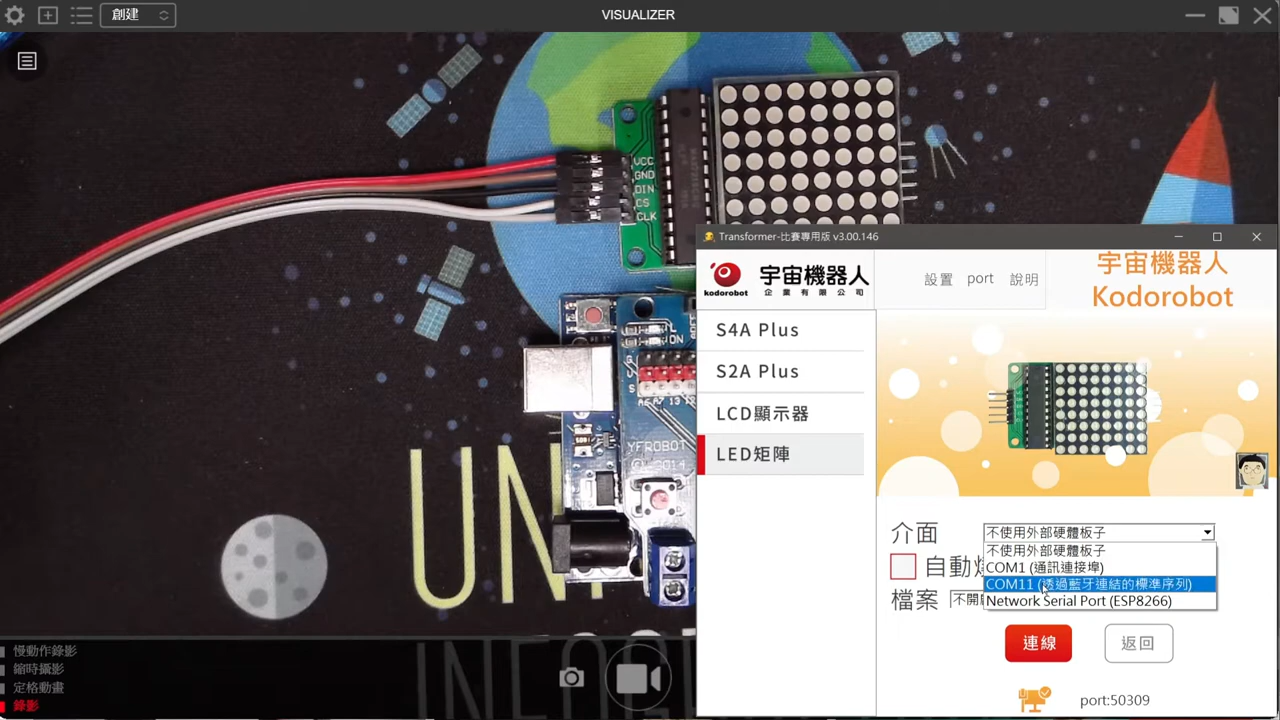 創建
VISUALIZER
VCC
GND
DIN
CS
CLK
Transformer-比賽專用版 v3.00.146
kodorobot
宇宙機器人
企業有限公司
設置 port 說明
宇宙機器人
Kodorobot
S4A Plus
S2A Plus
LCD顯示器
LED矩陣
介面
不使用外部硬體板子
不使用外部硬體板子
COM1 (通訊連接埠)
COM11 (透過藍牙連結的標準序列)
Network Serial Port (ESP8266)
自動
檔案
不開
連線
返回
port:50309
L
ON
S
A6 A7 13
YFROBOT
© 2014
UN
慢動作錄影
縮時攝影
定格動畫
錄影